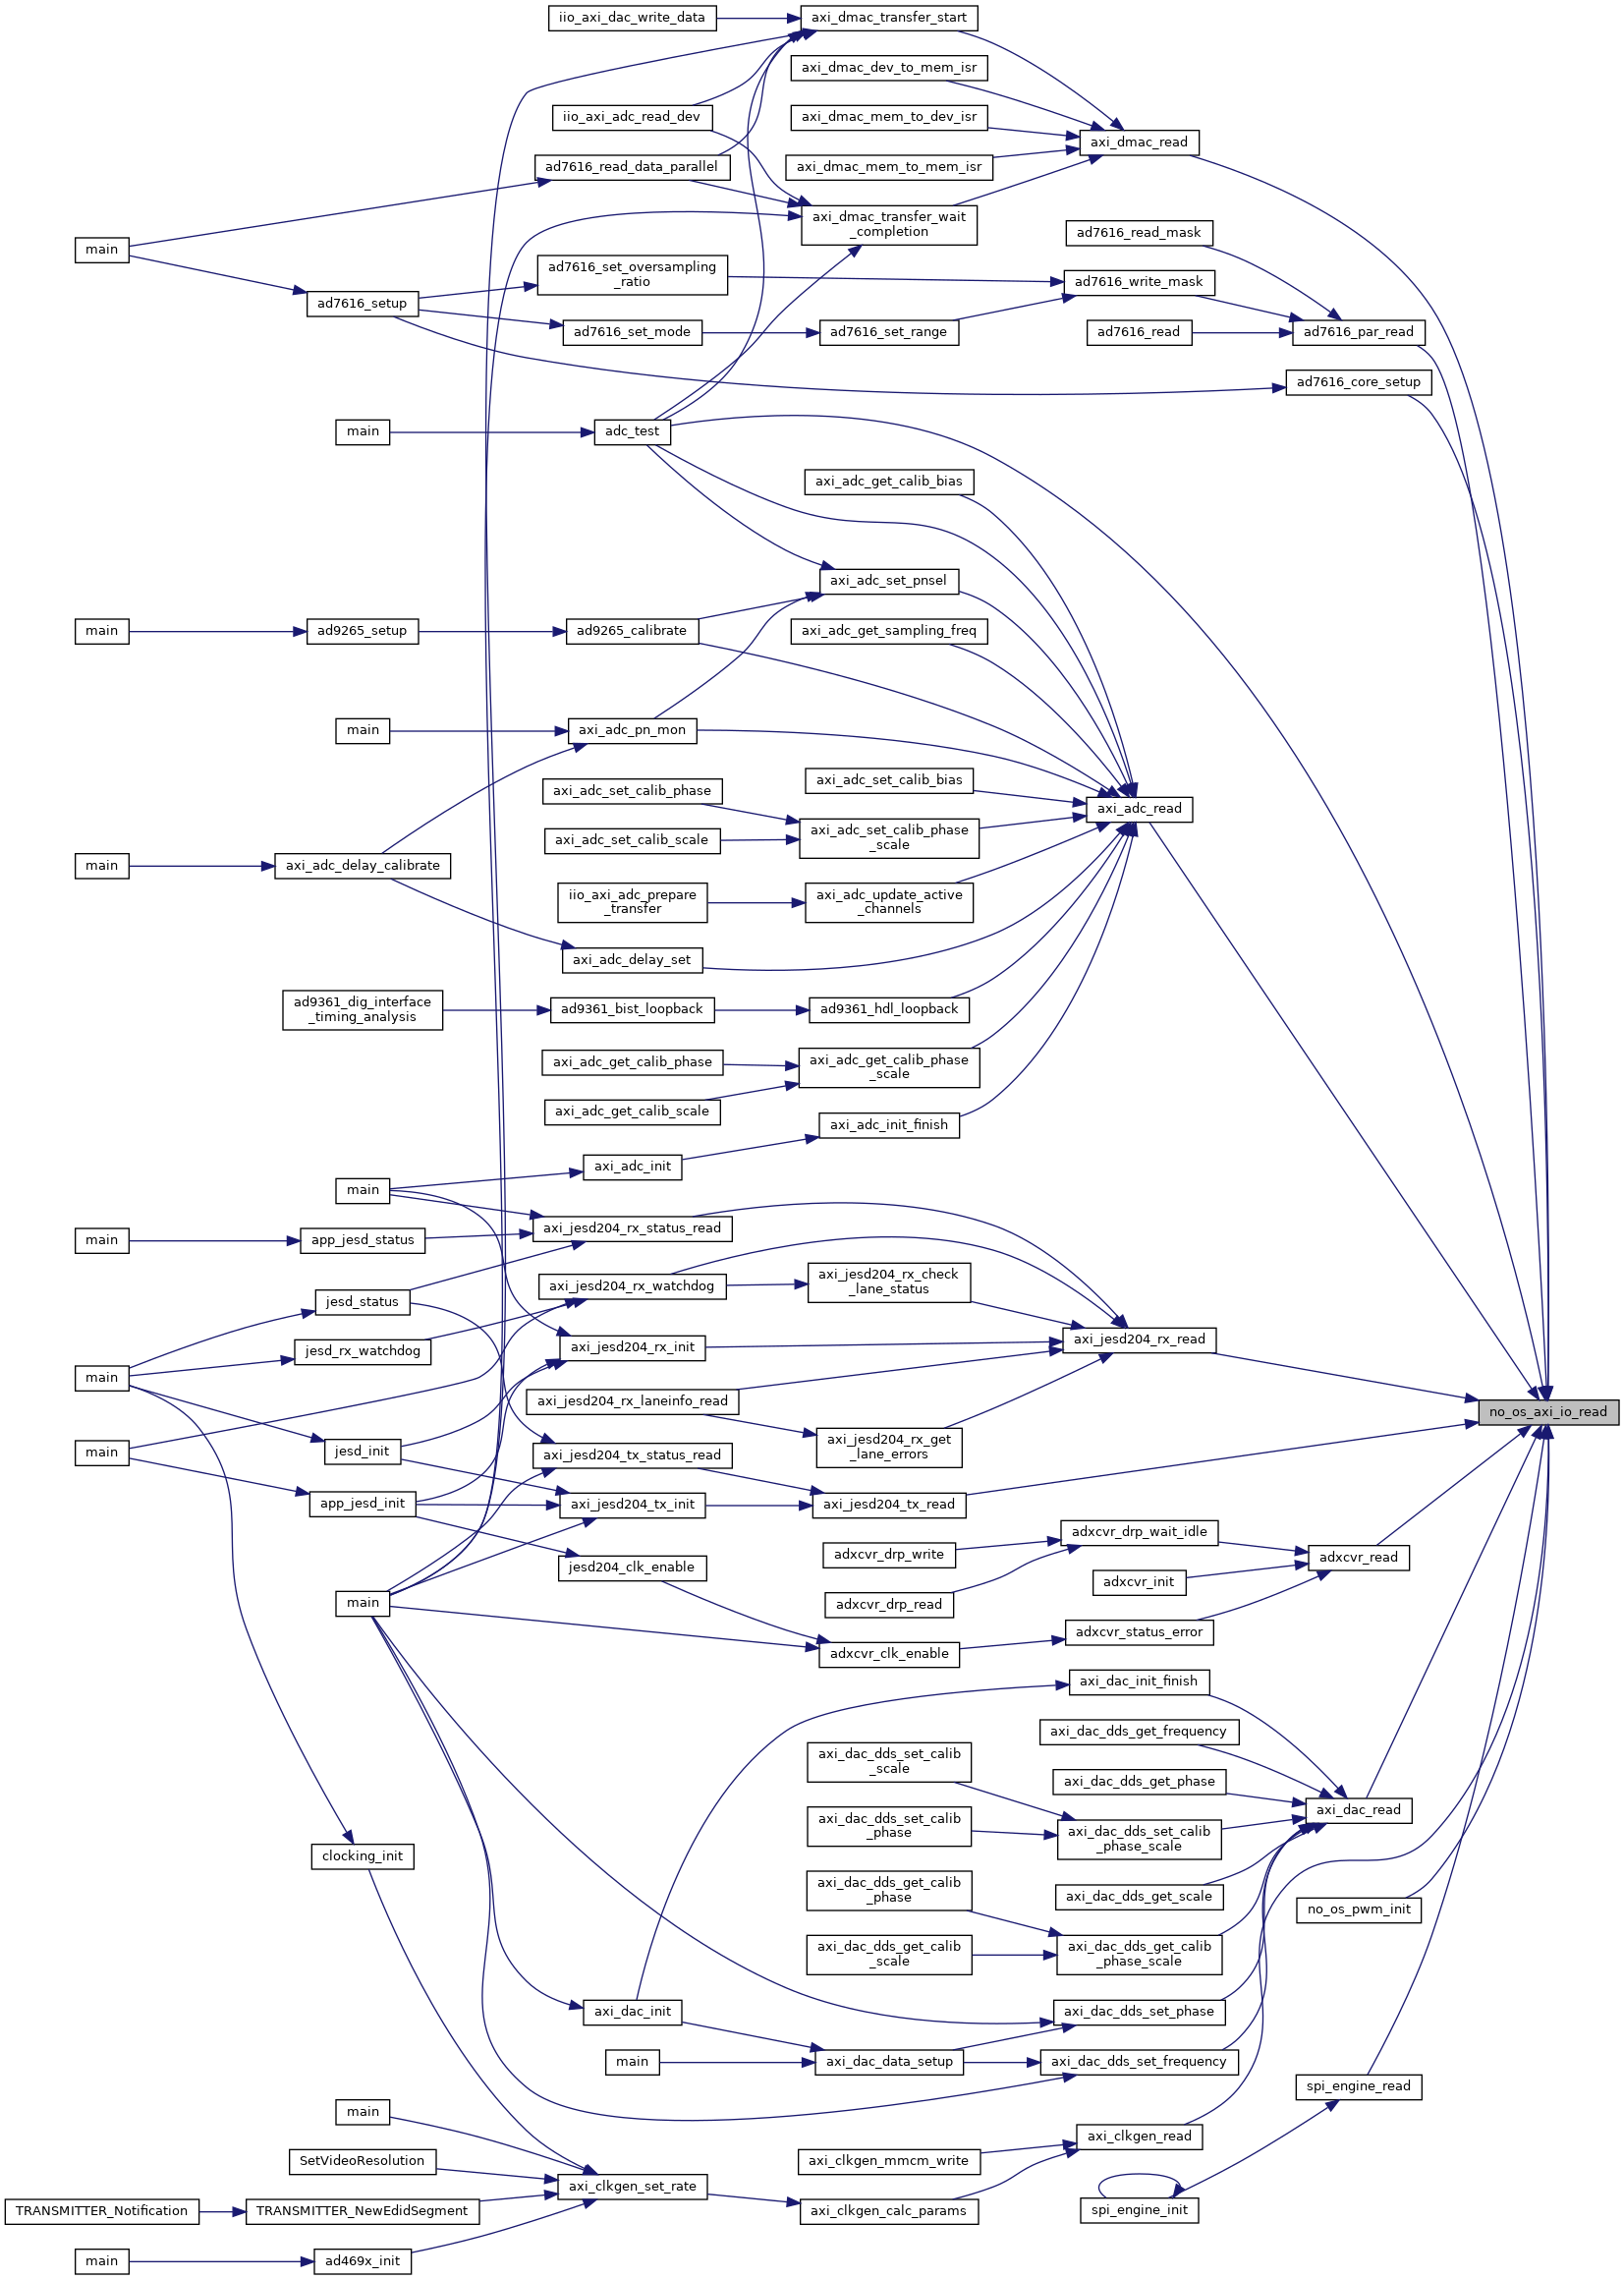 iio_axi_dac_write_data
axi_dmac_transfer_start
axi_dmac_dev_to_mem_isr
iio_axi_adc_read_dev
axi_dmac_mem_to_dev_isr
axi_dmac_read
ad7616_read_data_parallel
axi_dmac_mem_to_mem_isr
axi_dmac_transfer_wait
_completion
main
ad7616_read_mask
ad7616_set_oversampling
_ratio
ad7616_write_mask
ad7616_setup
ad7616_set_mode
ad7616_set_range
ad7616_read
ad7616_par_read
ad7616_core_setup
main
adc_test
axi_adc_get_calib_bias
axi_adc_set_pnsel
main
ad9265_setup
ad9265_calibrate
axi_adc_get_sampling_freq
main
axi_adc_pn_mon
axi_adc_set_calib_bias
axi_adc_set_calib_phase
axi_adc_read
axi_adc_set_calib_phase
_scale
axi_adc_set_calib_scale
main
axi_adc_delay_calibrate
iio_axi_adc_prepare
_transfer
axi_adc_update_active
_channels
axi_adc_delay_set
ad9361_dig_interface
_timing_analysis
ad9361_bist_loopback
ad9361_hdl_loopback
axi_adc_get_calib_phase
axi_adc_get_calib_phase
_scale
axi_adc_get_calib_scale
axi_adc_init_finish
axi_adc_init
main
axi_jesd204_rx_status_read
main
app_jesd_status
axi_jesd204_rx_check
_lane_status
axi_jesd204_rx_watchdog
jesd_status
axi_jesd204_rx_read
jesd_rx_watchdog
axi_jesd204_rx_init
main
axi_jesd204_rx_laneinfo_read
no_os_axi_io_read
axi_jesd204_rx_get
_lane_errors
main
jesd_init
axi_jesd204_tx_status_read
app_jesd_init
axi_jesd204_tx_init
axi_jesd204_tx_read
adxcvr_drp_wait_idle
adxcvr_drp_write
adxcvr_read
jesd204_clk_enable
adxcvr_init
main
adxcvr_drp_read
adxcvr_status_error
adxcvr_clk_enable
axi_dac_init_finish
axi_dac_dds_get_frequency
axi_dac_dds_set_calib
_scale
axi_dac_dds_get_phase
axi_dac_read
axi_dac_dds_set_calib
_phase
axi_dac_dds_set_calib
_phase_scale
clocking_init
axi_dac_dds_get_calib
_phase
axi_dac_dds_get_scale
no_os_pwm_init
axi_dac_dds_get_calib
_scale
axi_dac_dds_get_calib
_phase_scale
axi_dac_init
axi_dac_dds_set_phase
main
axi_dac_data_setup
axi_dac_dds_set_frequency
spi_engine_read
main
axi_clkgen_read
SetVideoResolution
axi_clkgen_mmcm_write
axi_clkgen_set_rate
TRANSMITTER_Notification
TRANSMITTER_NewEdidSegment
axi_clkgen_calc_params
spi_engine_init
main
ad469x_init